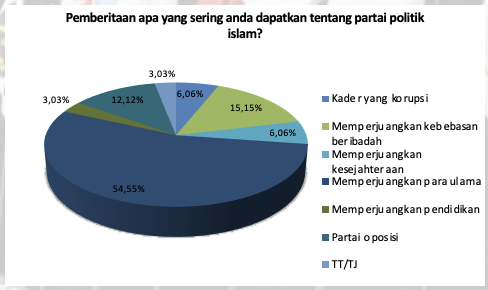 Pemberitaan apa yang sering anda dapatkan tentang partai politik
islam?
3,03%
6,06%
3,03%
12,12%
15,15%
6,06%
54,55%
Kader yang korupsi
Memperjuangkan kebebasan
beribadah
Memperjuangkan
kesejahteraan
Memperjuangkan para ulama
Memperjuangkan pendidikan
Partai oposisi
TT/TJ